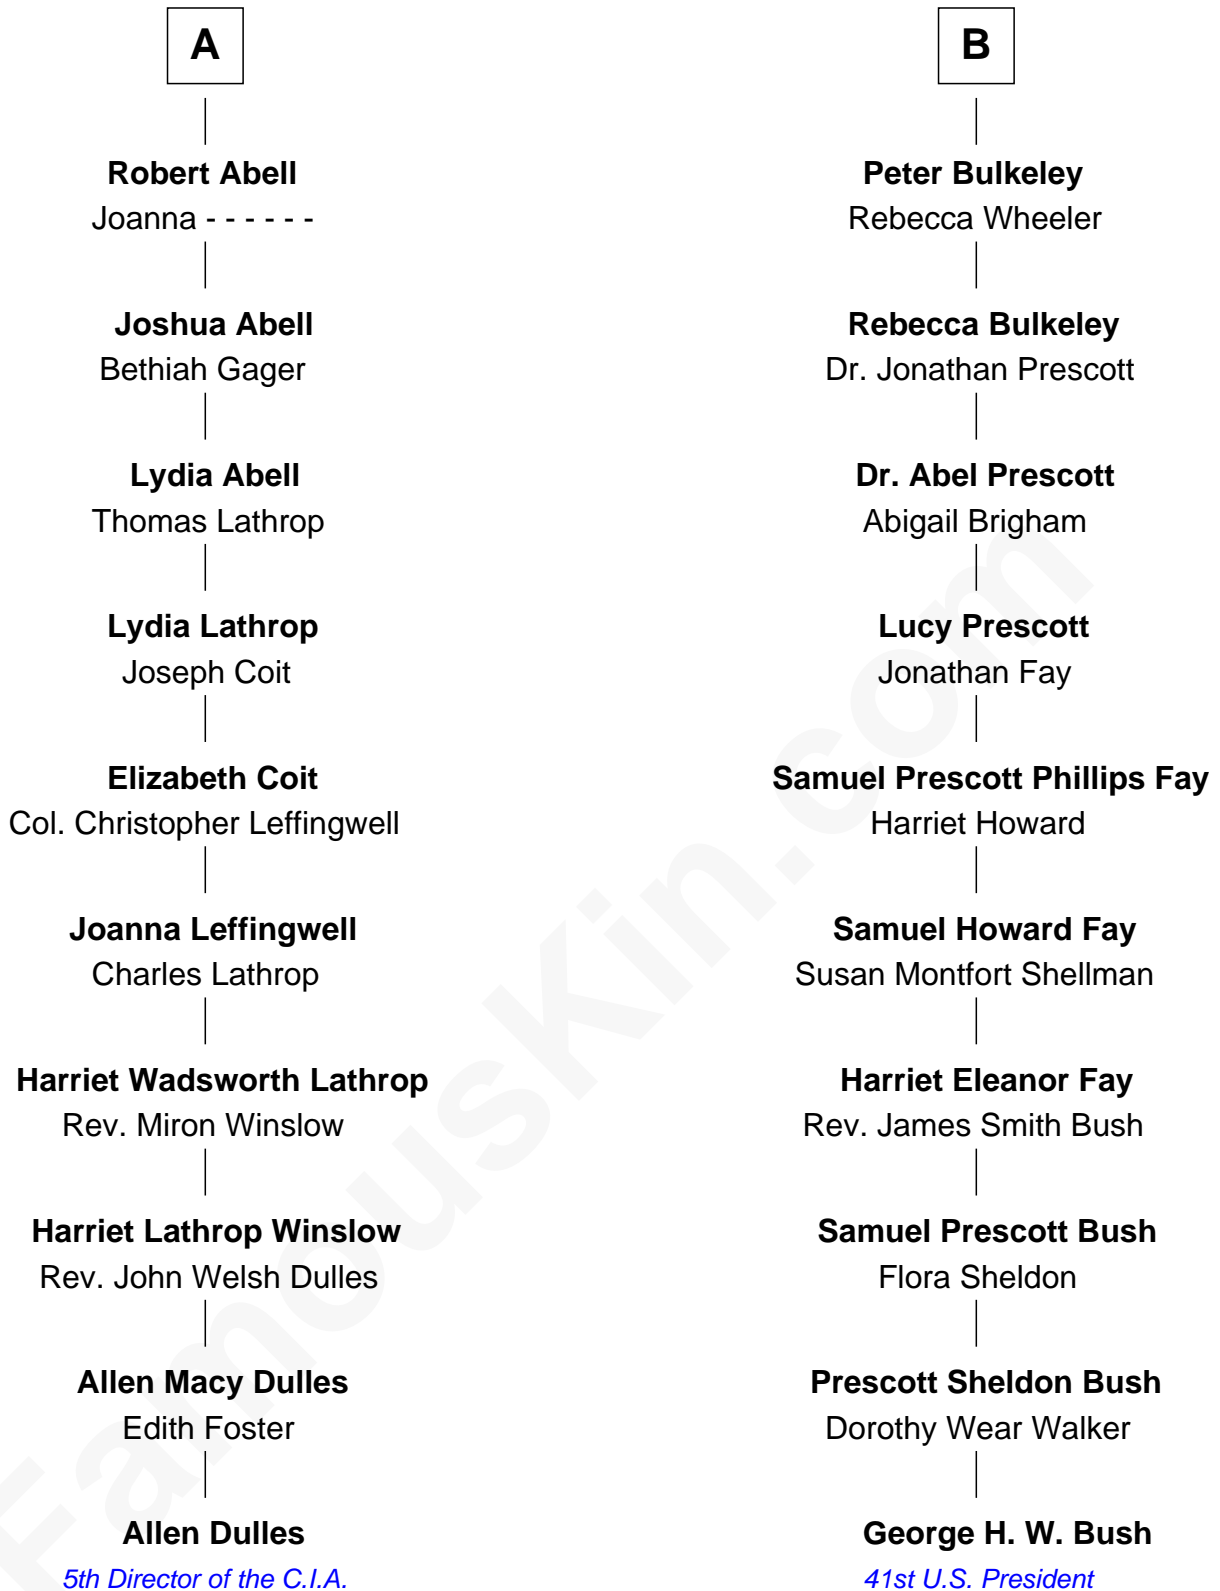 A
Robert Abell
Joanna - - - - - -
Joshua Abell
Bethiah Gager
Lydia Abell
Thomas Lathrop
Lydia Lathrop
Joseph Coit
Elizabeth Coit
Col. Christopher Leffingwell
Joanna Leffingwell
Charles Lathrop
Harriet Wadsworth Lathrop
Rev. Miron Winslow
Harriet Lathrop Winslow
Rev. John Welsh Dulles
Allen Macy Dulles
Edith Foster
Allen Dulles
5th Director of the C.I.A.
B
Peter Bulkeley
Rebecca Wheeler
Rebecca Bulkeley
Dr. Jonathan Prescott
Dr. Abel Prescott
Abigail Brigham
Lucy Prescott
Jonathan Fay
Samuel Prescott Phillips Fay
Harriet Howard
Samuel Howard Fay
Susan Montfort Shellman
Harriet Eleanor Fay
Rev. James Smith Bush
Samuel Prescott Bush
Flora Sheldon
Prescott Sheldon Bush
Dorothy Wear Walker
George H. W. Bush
41st U.S. President
FamousKin.com